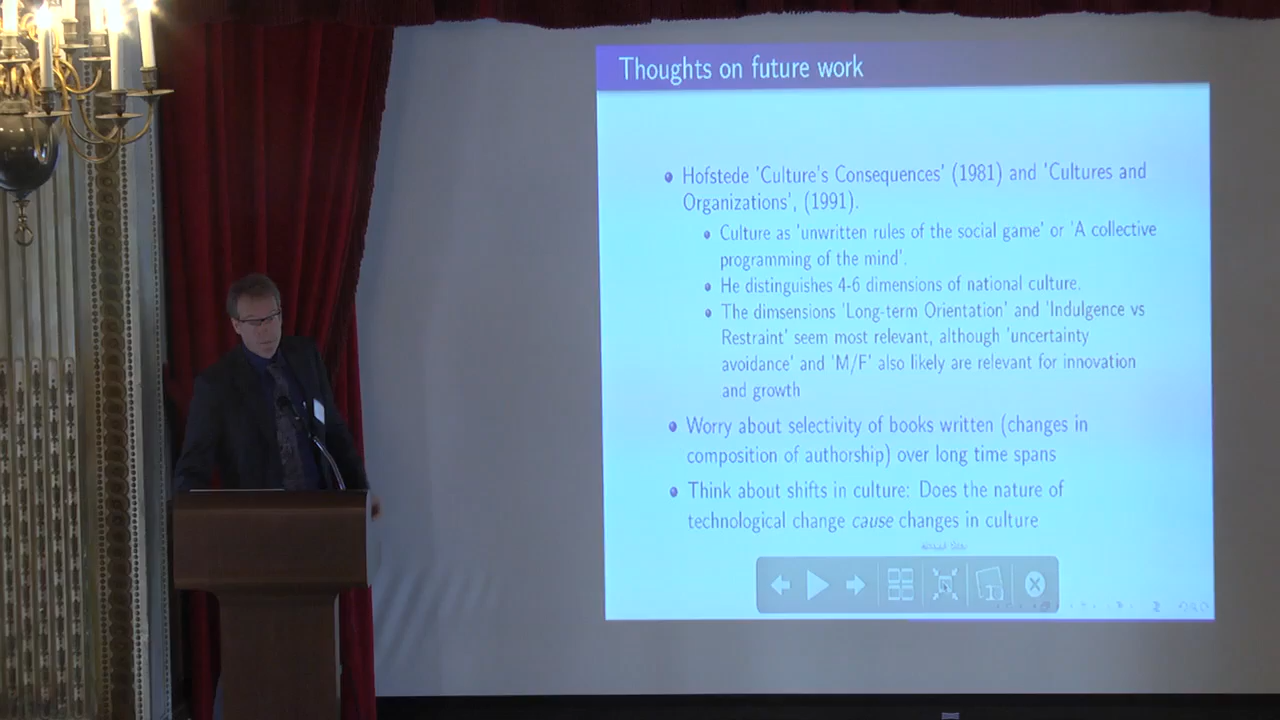 Thoughts on future work
Hofstede 'Culture's Consequences' (1981) and 'Cultures and
Organizations', (1991).
Culture as 'unwritten rules of the social game' or 'A collective
programming of the mind'.
He distinguishes 4-6 dimensions of national culture.
The dimsensions 'Long-term Orientation' and 'Indulgence vs
Restraint' seem most relevant, although 'uncertainty
avoidance' and 'M/F' also likely are relevant for innovation
and growth
Worry about selectivity of books written (changes in
composition of authorship) over long time spans
Think about shifts in culture: Does the nature of
technological change cause changes in culture